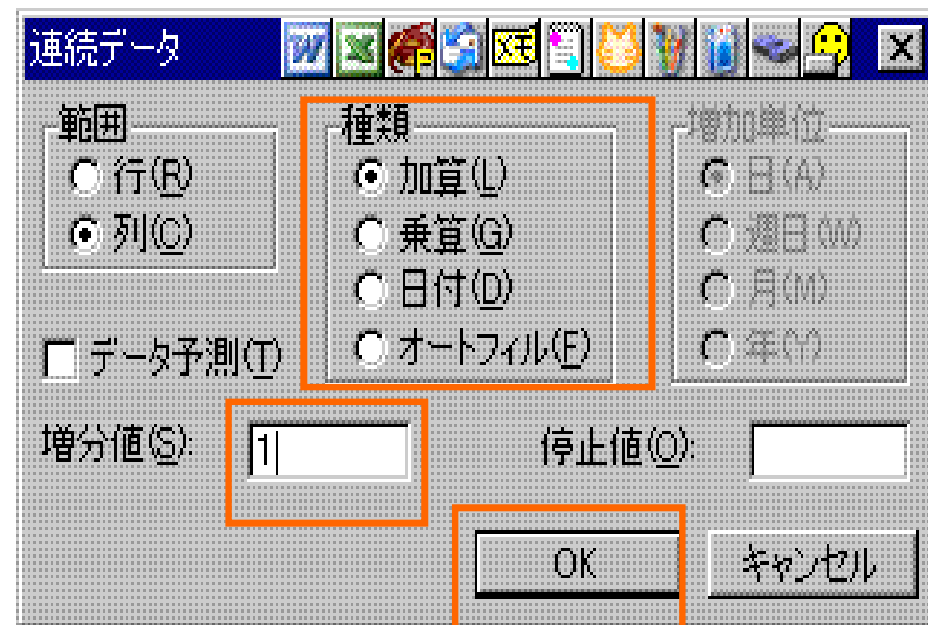 連続データ
範囲
行(R)
列(C)
種類
加算(L)
乗算(G)
日付(D)
オートフィル(F)
増加単位
日(A)
週日(W)
月(M)
年(Y)
データ予測(T)
増分値(S): 1
停止値(O):
OK
キャンセル